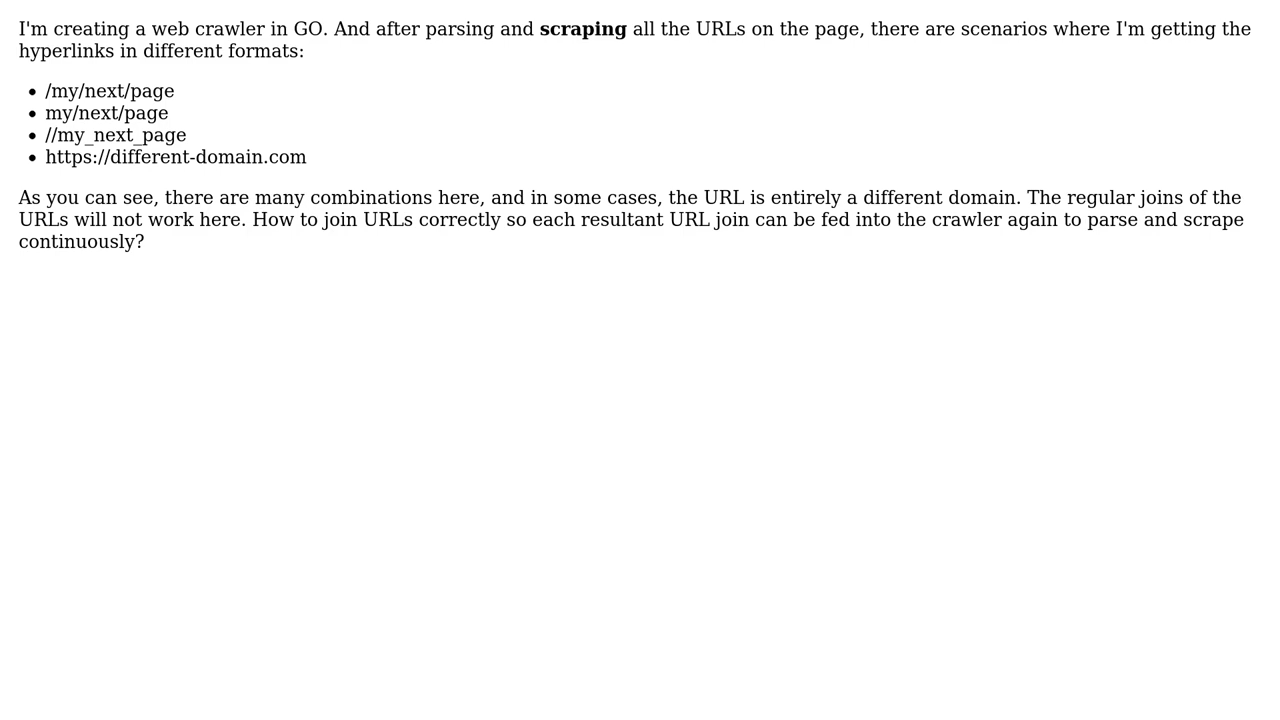 I'm creating a web crawler in GO. And after parsing and scraping all the URLs on the page, there are scenarios where I'm getting the
hyperlinks in different formats:
• /my/next/page
• my/next/page
• //my_next_page
• https://different-domain.com
As you can see, there are many combinations here, and in some cases, the URL is entirely a different domain. The regular joins of the
URLs will not work here. How to join URLs correctly so each resultant URL join can be fed into the crawler again to parse and scrape
continuously?